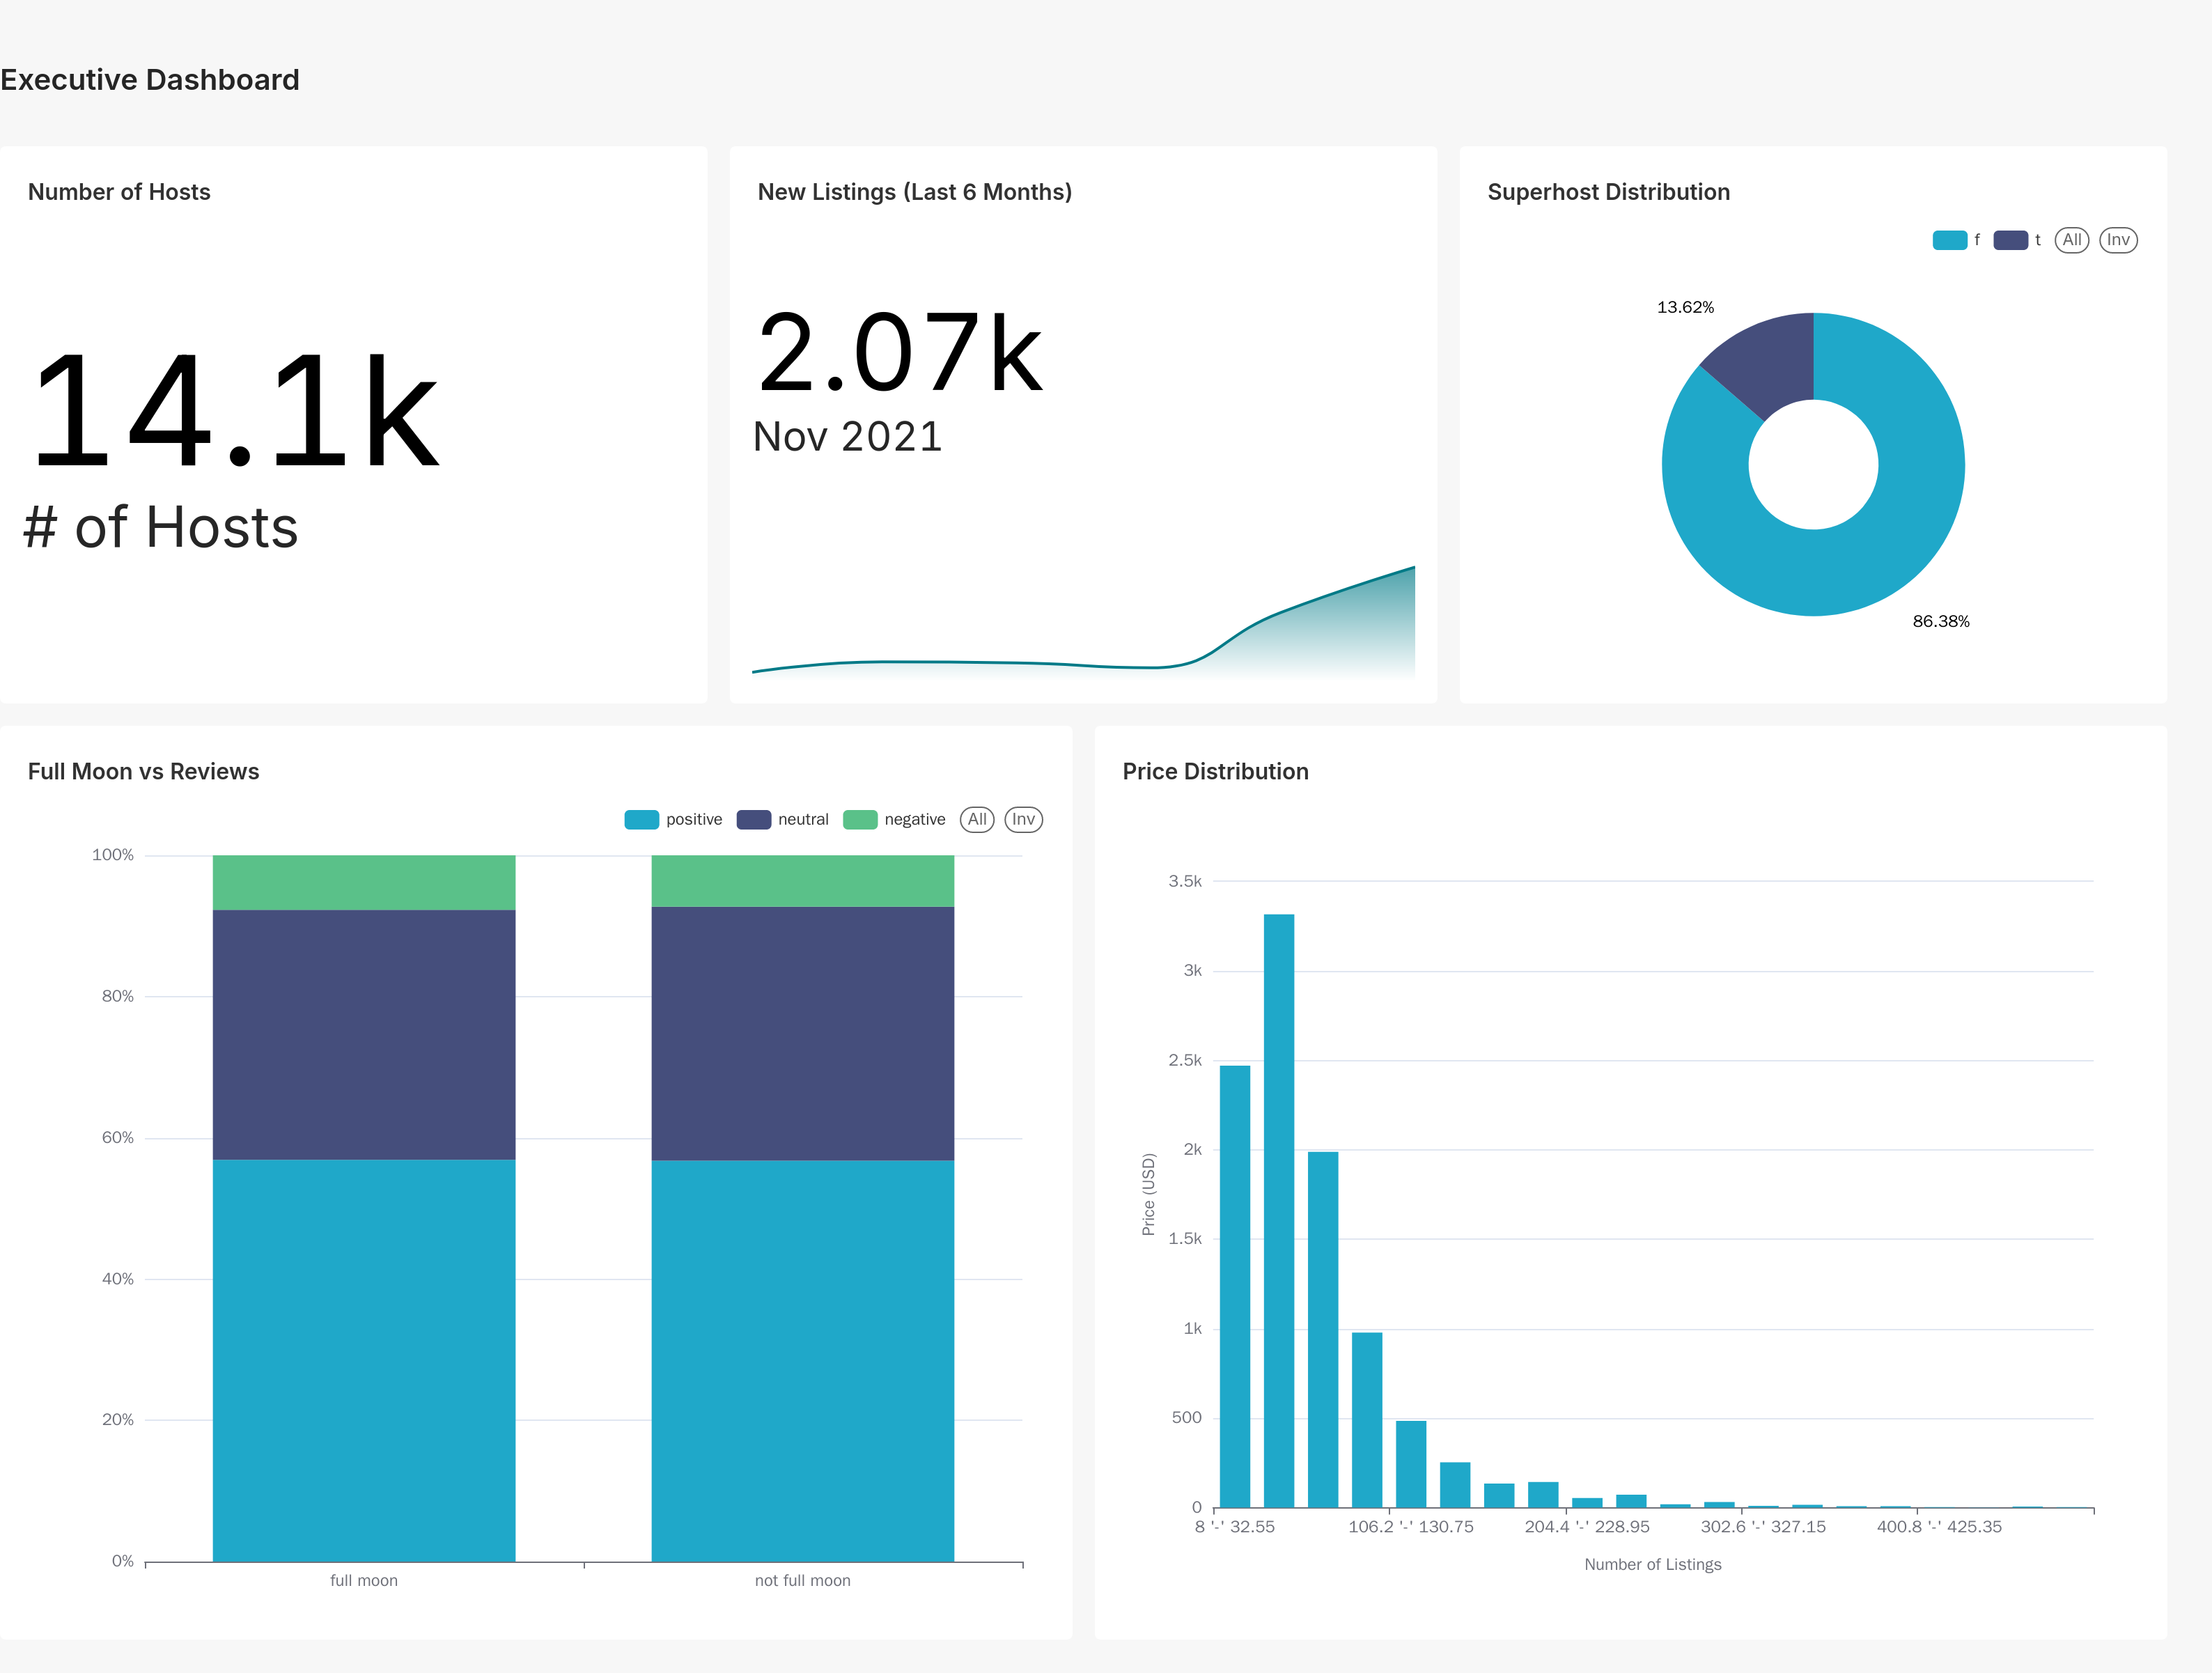 Executive Dashboard
Number of Hosts
14.1k
# of Hosts
New Listings (Last 6 Months)
2.07k
Nov 2021
Superhost Distribution
f t All Inv
13.62%
86.38%
Full Moon vs Reviews
positive neutral negative All Inv
100%
80%
60%
40%
20%
0%
full moon not full moon
Price Distribution
3.5k
3k
2.5k
2k
1.5k
1k
500
0
Price (USD)
8 '-' 32.55 106.2 '-' 130.75 204.4 '-' 228.95 302.6 '-' 327.15 400.8 '-' 425.35
Number of Listings